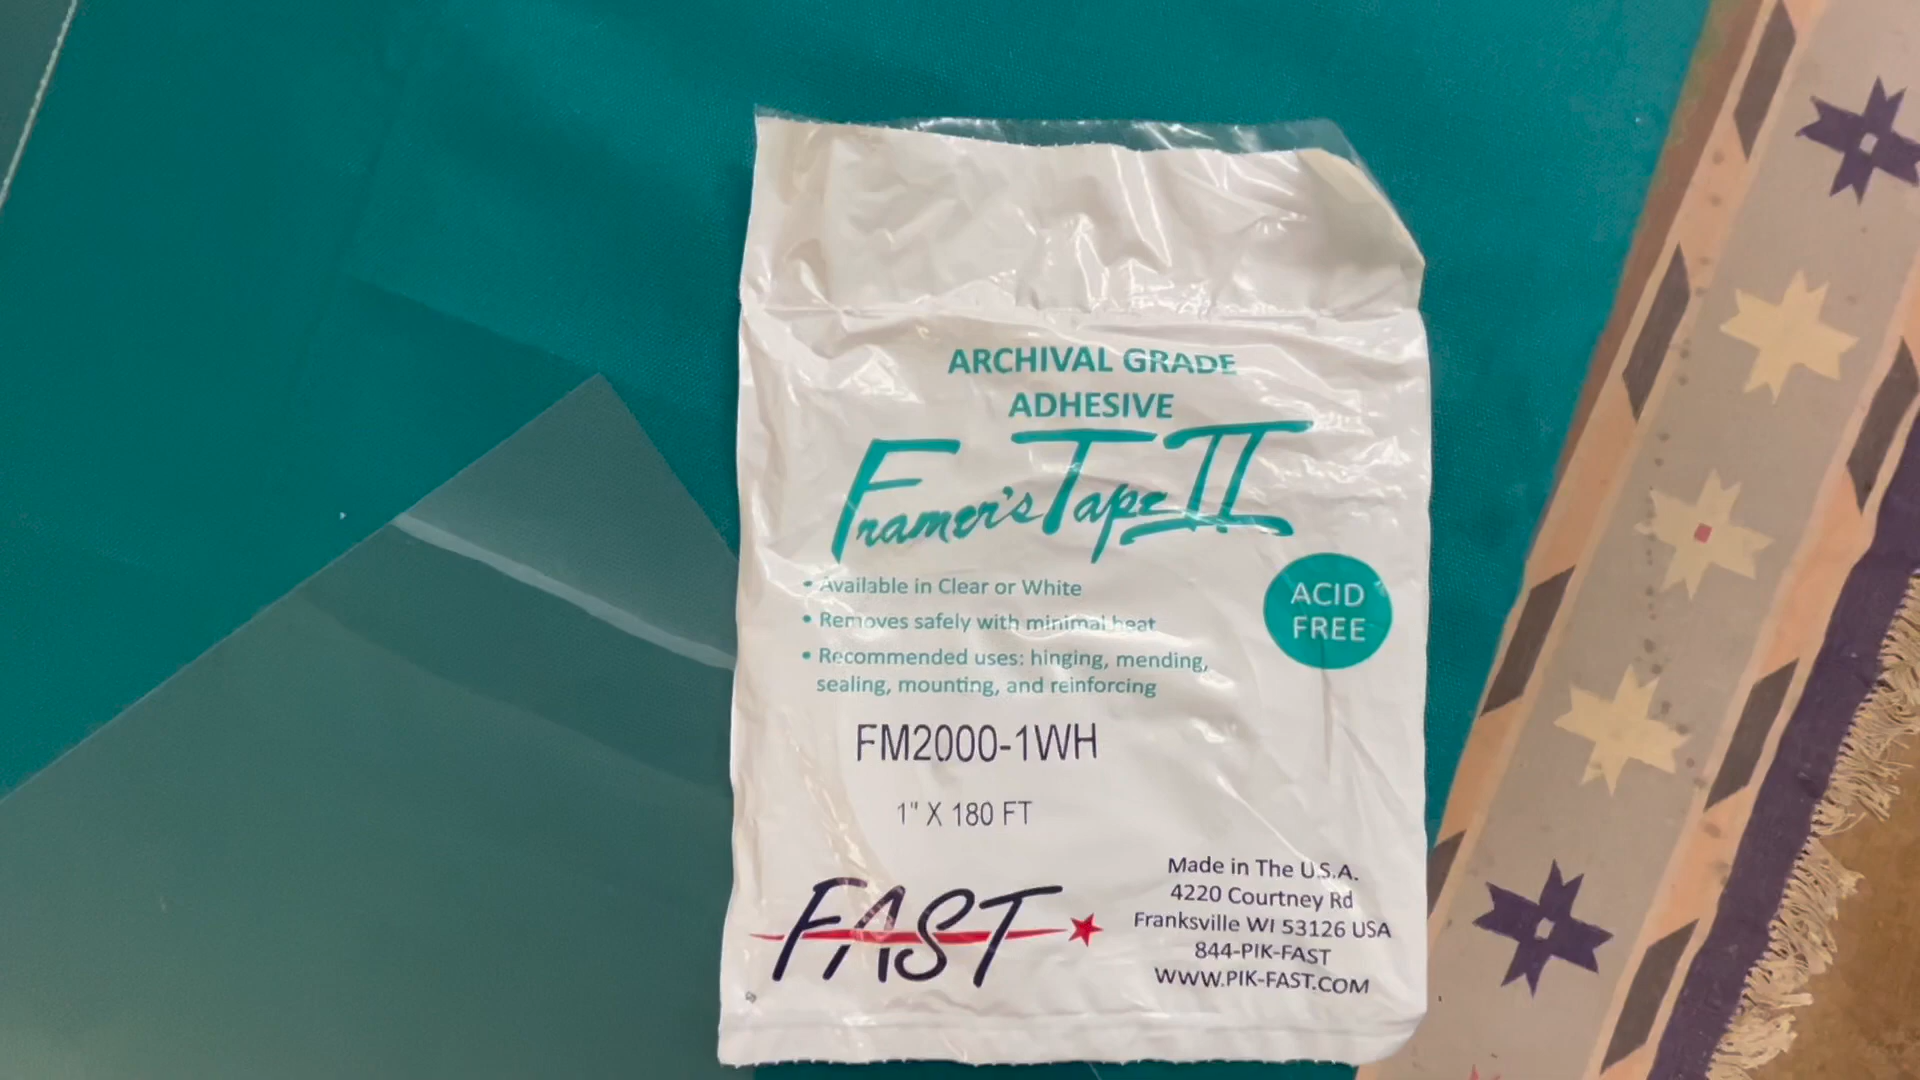 ARCHIVAL GRADE
ADHESIVE
Framer's Tape II
• Available in Clear or White
• Removes safely with minimal heat
• Recommended uses: hinging, mending,
sealing, mounting, and reinforcing
ACID
FREE
FM2000-1WH
1" X 180 FT
FAST
Made in The U.S.A.
4220 Courtney Rd
Franksville WI 53126 USA
844-PIK-FAST
WWW.PIK-FAST.COM